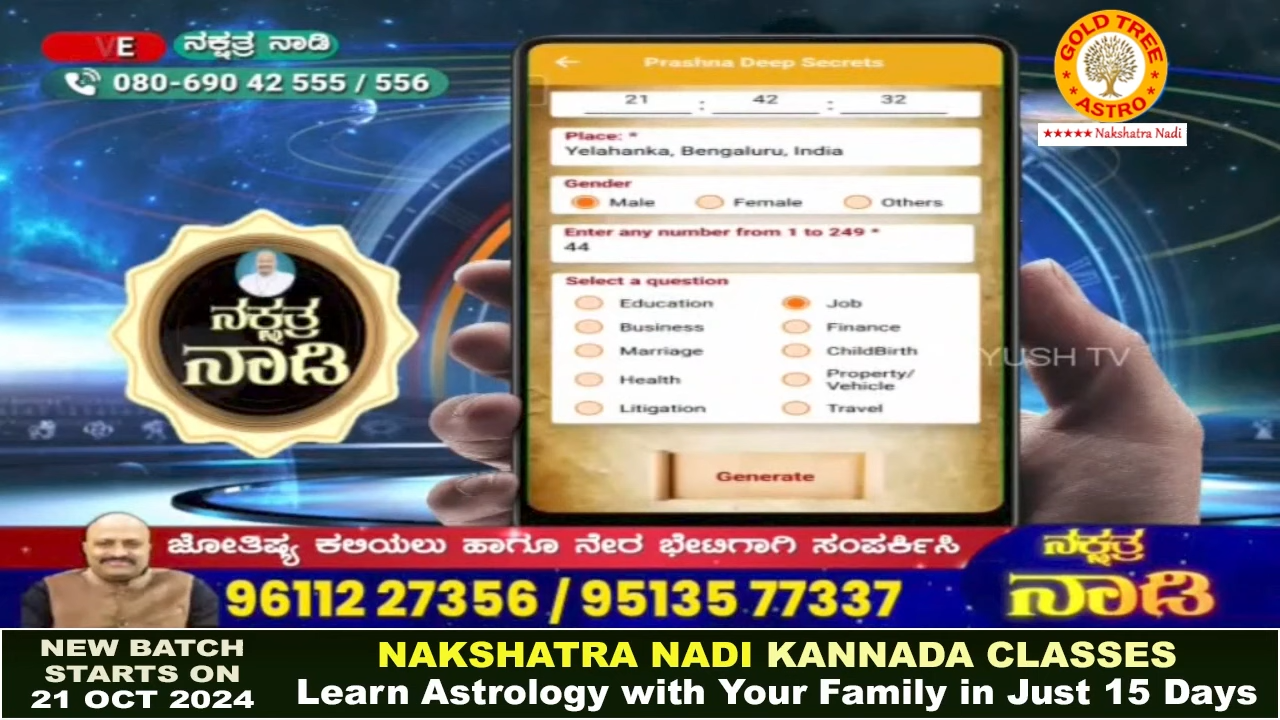 VE
ನಕ್ಷತ್ರ ನಾಡಿ
080-690 42 555 / 556
GOLD TREE
ASTRO
★★★★★ Nakshatra Nadi
Prashna Deep Secrets
21 : 42 : 32
Place: *
Yelahanka, Bengaluru, India
Gender
Male Female Others
Enter any number from 1 to 249 *
44
Select a question
Education Job
Business Finance
Marriage ChildBirth
Health Property/
Vehicle
Litigation Travel
Generate
YUSH TV
ನಕ್ಷತ್ರ
ನಾಡಿ
ಜ್ಯೋತಿಷ್ಯ ಕಲಿಯಲು ಹಾಗೂ ನೇರ ಭೇಟಿಗಾಗಿ ಸಂಪರ್ಕಿಸಿ
96112 27356 / 95135 77337
ನಕ್ಷತ್ರ
ನಾಡಿ
NEW BATCH
STARTS ON
21 OCT 2024
NAKSHATRA NADI KANNADA CLASSES
Learn Astrology with Your Family in Just 15 Days